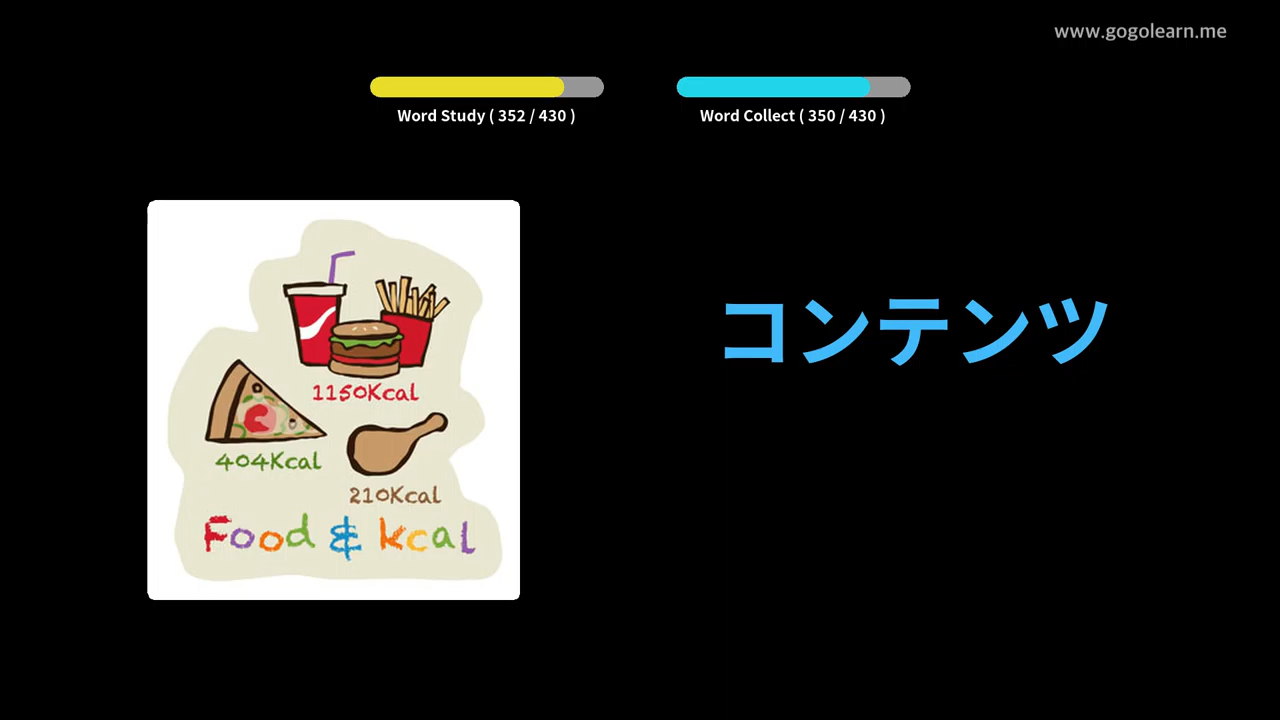 www.gogolearn.me
Word Study ( 352 / 430 )
Word Collect ( 350 / 430 )
コンテンツ
1150Kcal
404Kcal
210Kcal
Food & kcal